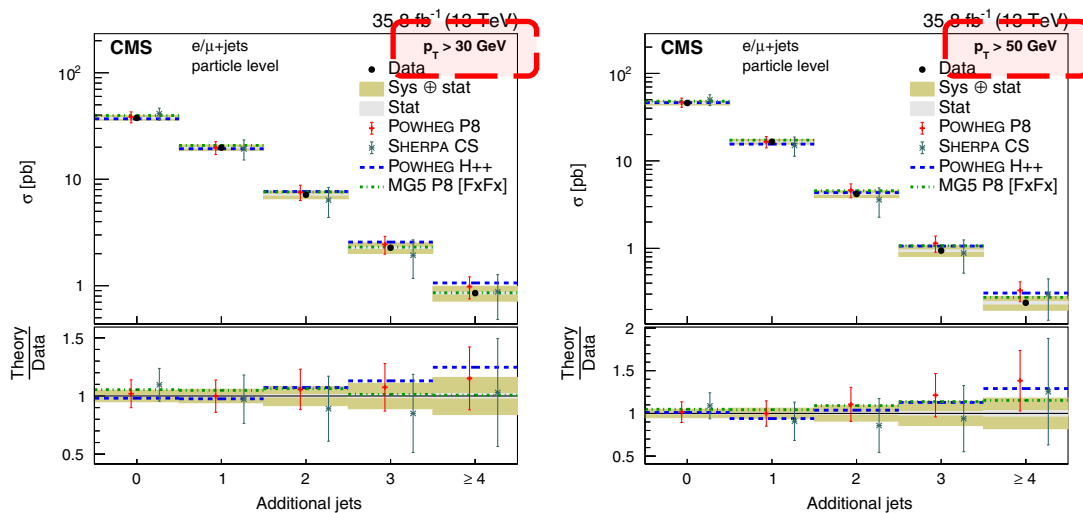 35.8 fb⁻¹ (13 TeV)
CMS
e/μ+jets
particle level
p_T > 30 GeV
Data
Sys ⊕ stat
Stat
POWHEG P8
SHERPA CS
POWHEG H++
MG5 P8 [FxFx]
σ [pb]
10²
10
1
Theory
Data
1.5
1
0.5
0
1
2
3
≥ 4
Additional jets
35.8 fb⁻¹ (13 TeV)
CMS
e/μ+jets
particle level
p_T > 50 GeV
Data
Sys ⊕ stat
Stat
POWHEG P8
SHERPA CS
POWHEG H++
MG5 P8 [FxFx]
σ [pb]
10²
10
1
Theory
Data
2
1.5
1
0.5
0
1
2
3
≥ 4
Additional jets